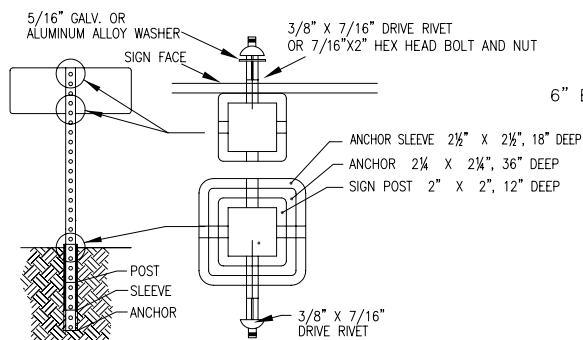 5/16" GALV. OR
ALUMINUM ALLOY WASHER
3/8" X 7/16" DRIVE RIVET
OR 7/16"X2" HEX HEAD BOLT AND NUT
SIGN FACE
6"
ANCHOR SLEEVE 2½" X 2½", 18" DEEP
ANCHOR 2¼ X 2¼", 36" DEEP
SIGN POST 2" X 2", 12" DEEP
POST
SLEEVE
ANCHOR
3/8" X 7/16"
DRIVE RIVET